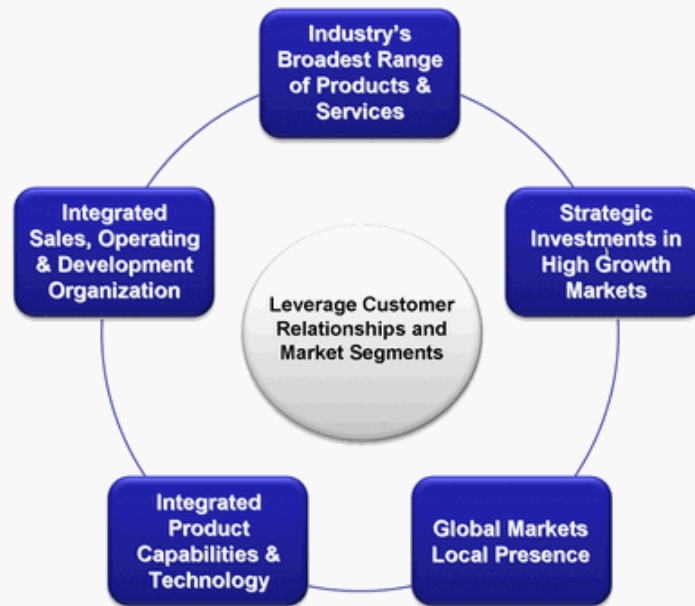 Industry's
Broadest Range
of Products &
Services
Integrated
Sales, Operating
& Development
Organization
Strategic
Investments in
High Growth
Markets
Leverage Customer
Relationships and
Market Segments
Integrated
Product
Capabilities &
Technology
Global Markets
Local Presence